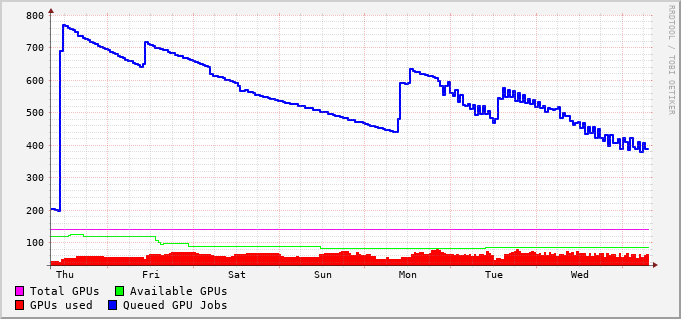 800
700
600
500
400
300
200
100
Thu Fri Sat Sun Mon Tue Wed
RRDTOOL / TOBI OETIKER
Total GPUs Available GPUs
GPUs used Queued GPU Jobs